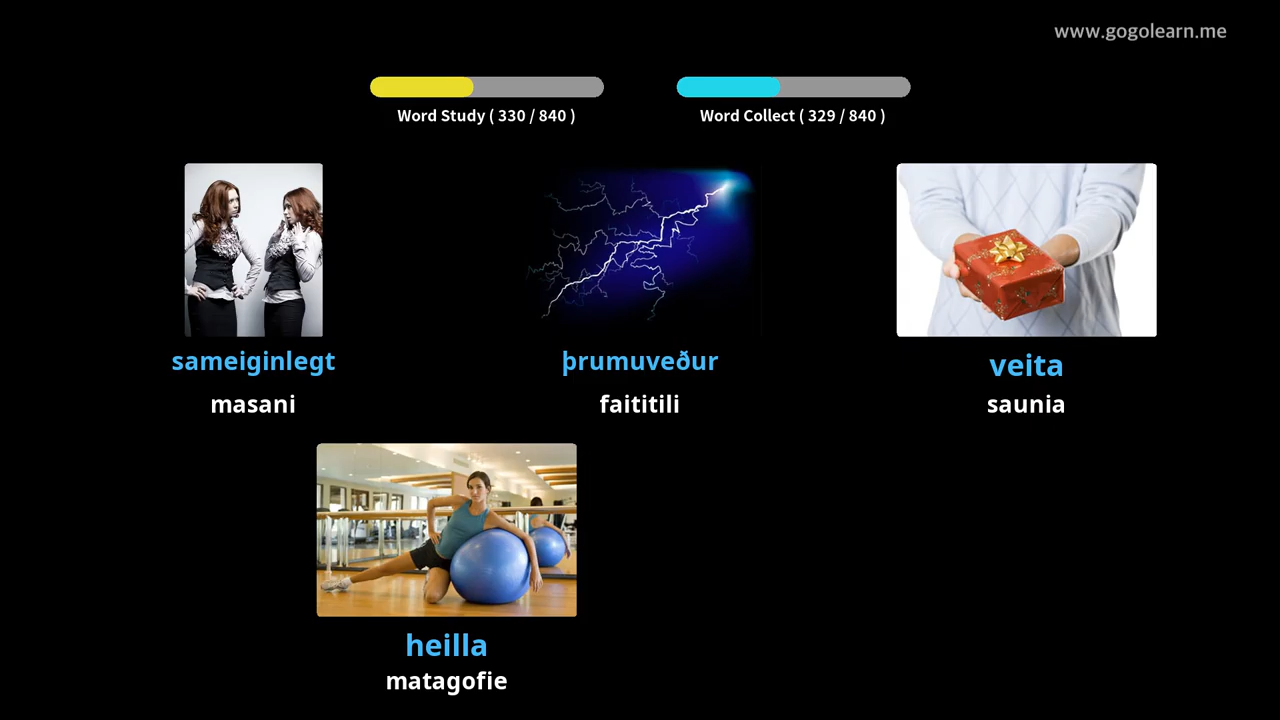 www.gogolearn.me
Word Study ( 330 / 840 )
Word Collect ( 329 / 840 )
sameiginlegt
þrumuveður
veita
masani
faititili
saunia
heilla
matagofie